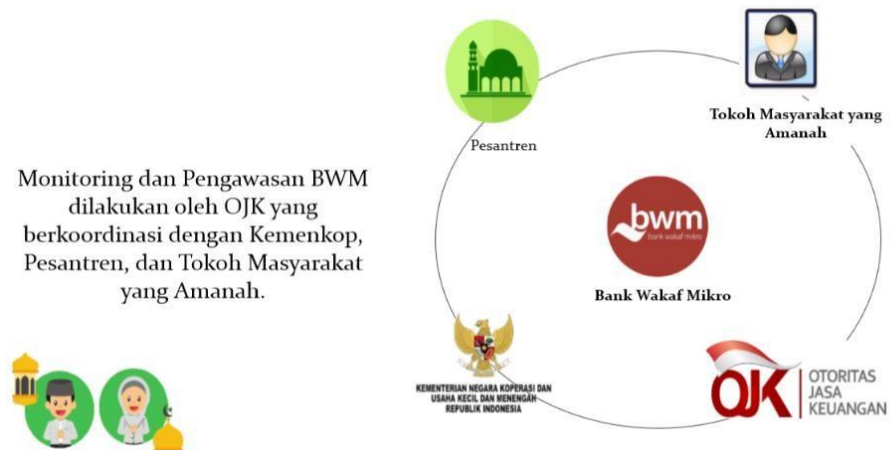 Monitoring dan Pengawasan BWM
dilakukan oleh OJK yang
berkoordinasi dengan Kemenkop,
Pesantren, dan Tokoh Masyarakat
yang Amanah.
Pesantren
Tokoh Masyarakat yang
Amanah
bwm
bank wakaf mikro
Bank Wakaf Mikro
KEMENTERIAN NEGARA KOPERASI DAN
USAHA KECIL DAN MENENGAH
REPUBLIK INDONESIA
OJK
OTORITAS
JASA
KEUANGAN